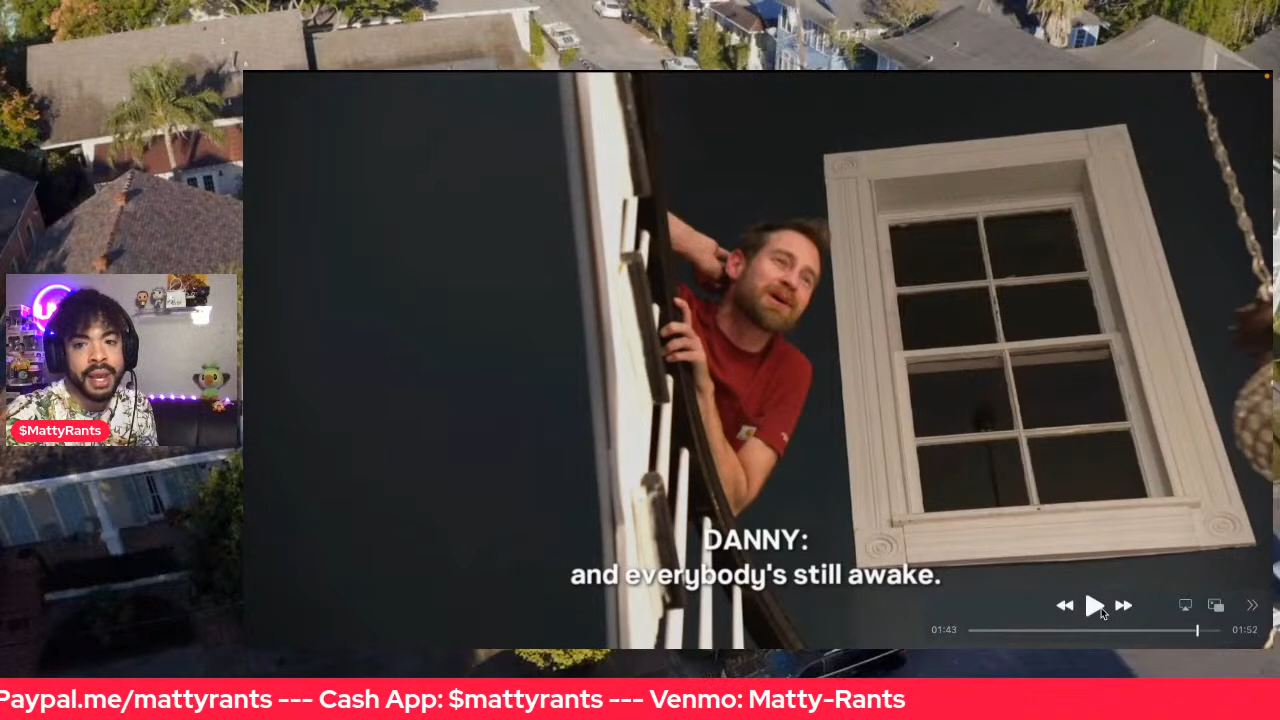 $MattyRants
DANNY:
and everybody's still awake.
01:43
01:52
Paypal.me/mattyrants --- Cash App: $mattyrants --- Venmo: Matty-Rants